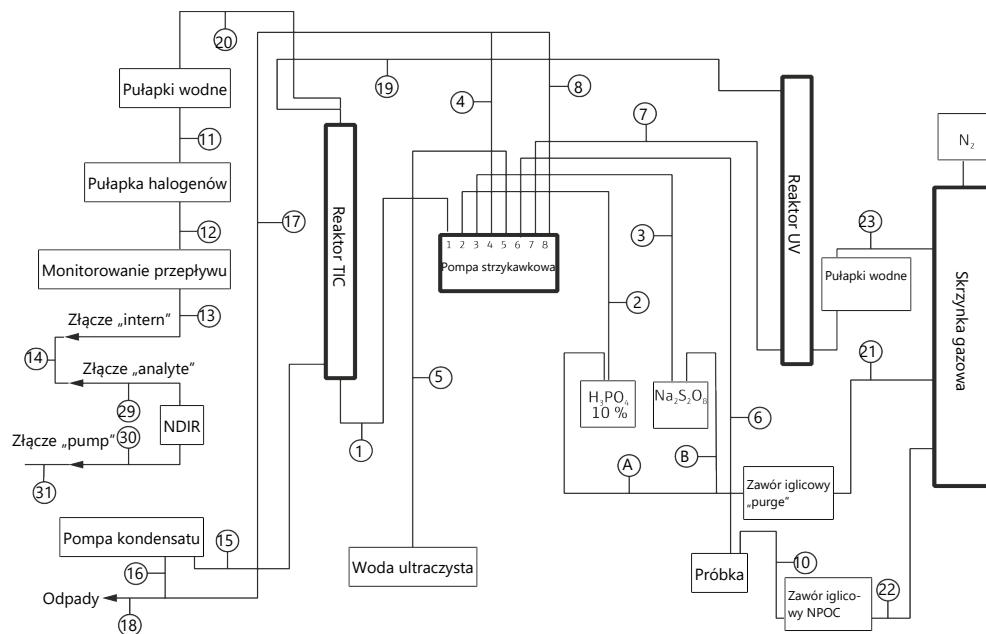 20
Pułapki wodne
19
4
8
7
11
N₂
Pułapka halogenów
12
17
Reaktor TIC
Reaktor UV
1 2 3 4 5 6 7 8
Pompa strzykawkowa
3
23
Monitorowanie przepływu
Pułapki wodne
Skrzynka gazowa
2
13
Złącze „intern”
14
21
Złącze „analyte”
5
H₃PO₄
10 %
Na₂S₂O₈
29
6
NDIR
30
Złącze „pump”
1
B
A
31
Zawór iglicowy
„purge”
Pompa kondensatu
15
16
Woda ultraczysta
Próbka
10
Odpady
18
Zawór iglico-
wy NPOC
22